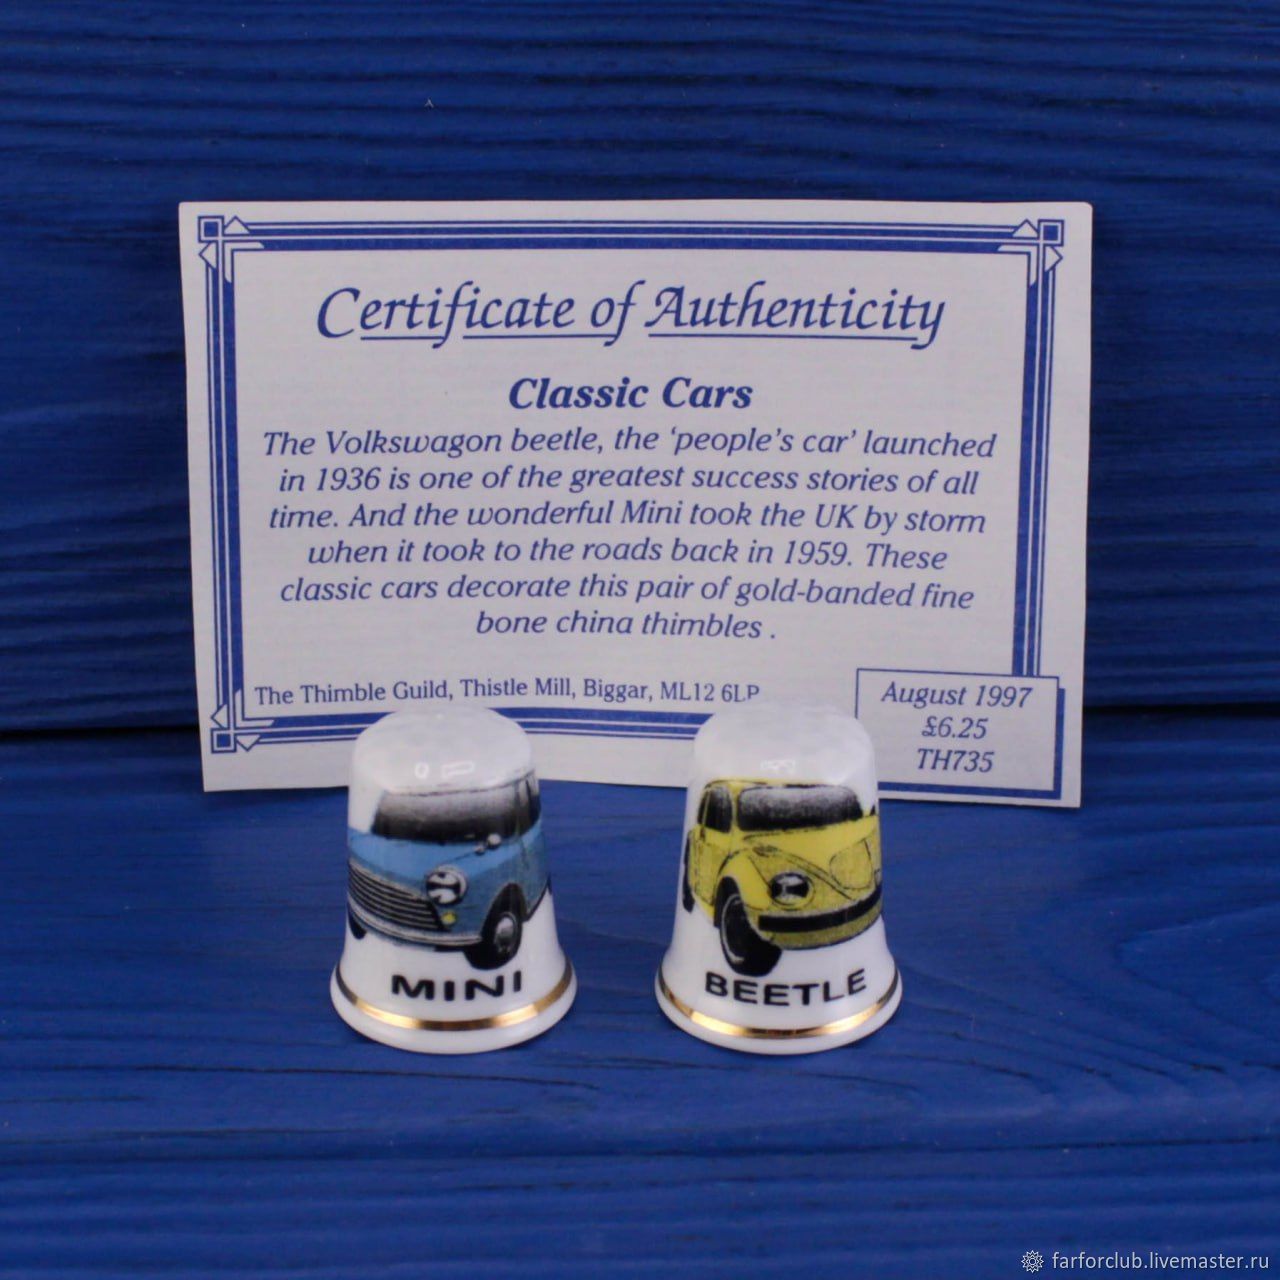 Certificate of Authenticity
Classic Cars
The Volkswagon beetle, the ‘people’s car’ launched
in 1936 is one of the greatest success stories of all
time. And the wonderful Mini took the UK by storm
when it took to the roads back in 1959. These
classic cars decorate this pair of gold-banded fine
bone china thimbles .
The Thimble Guild, Thistle Mill, Biggar, ML12 6LP
August 1997
£6.25
TH735
MINI
BEETLE
farforclub.livemaster.ru